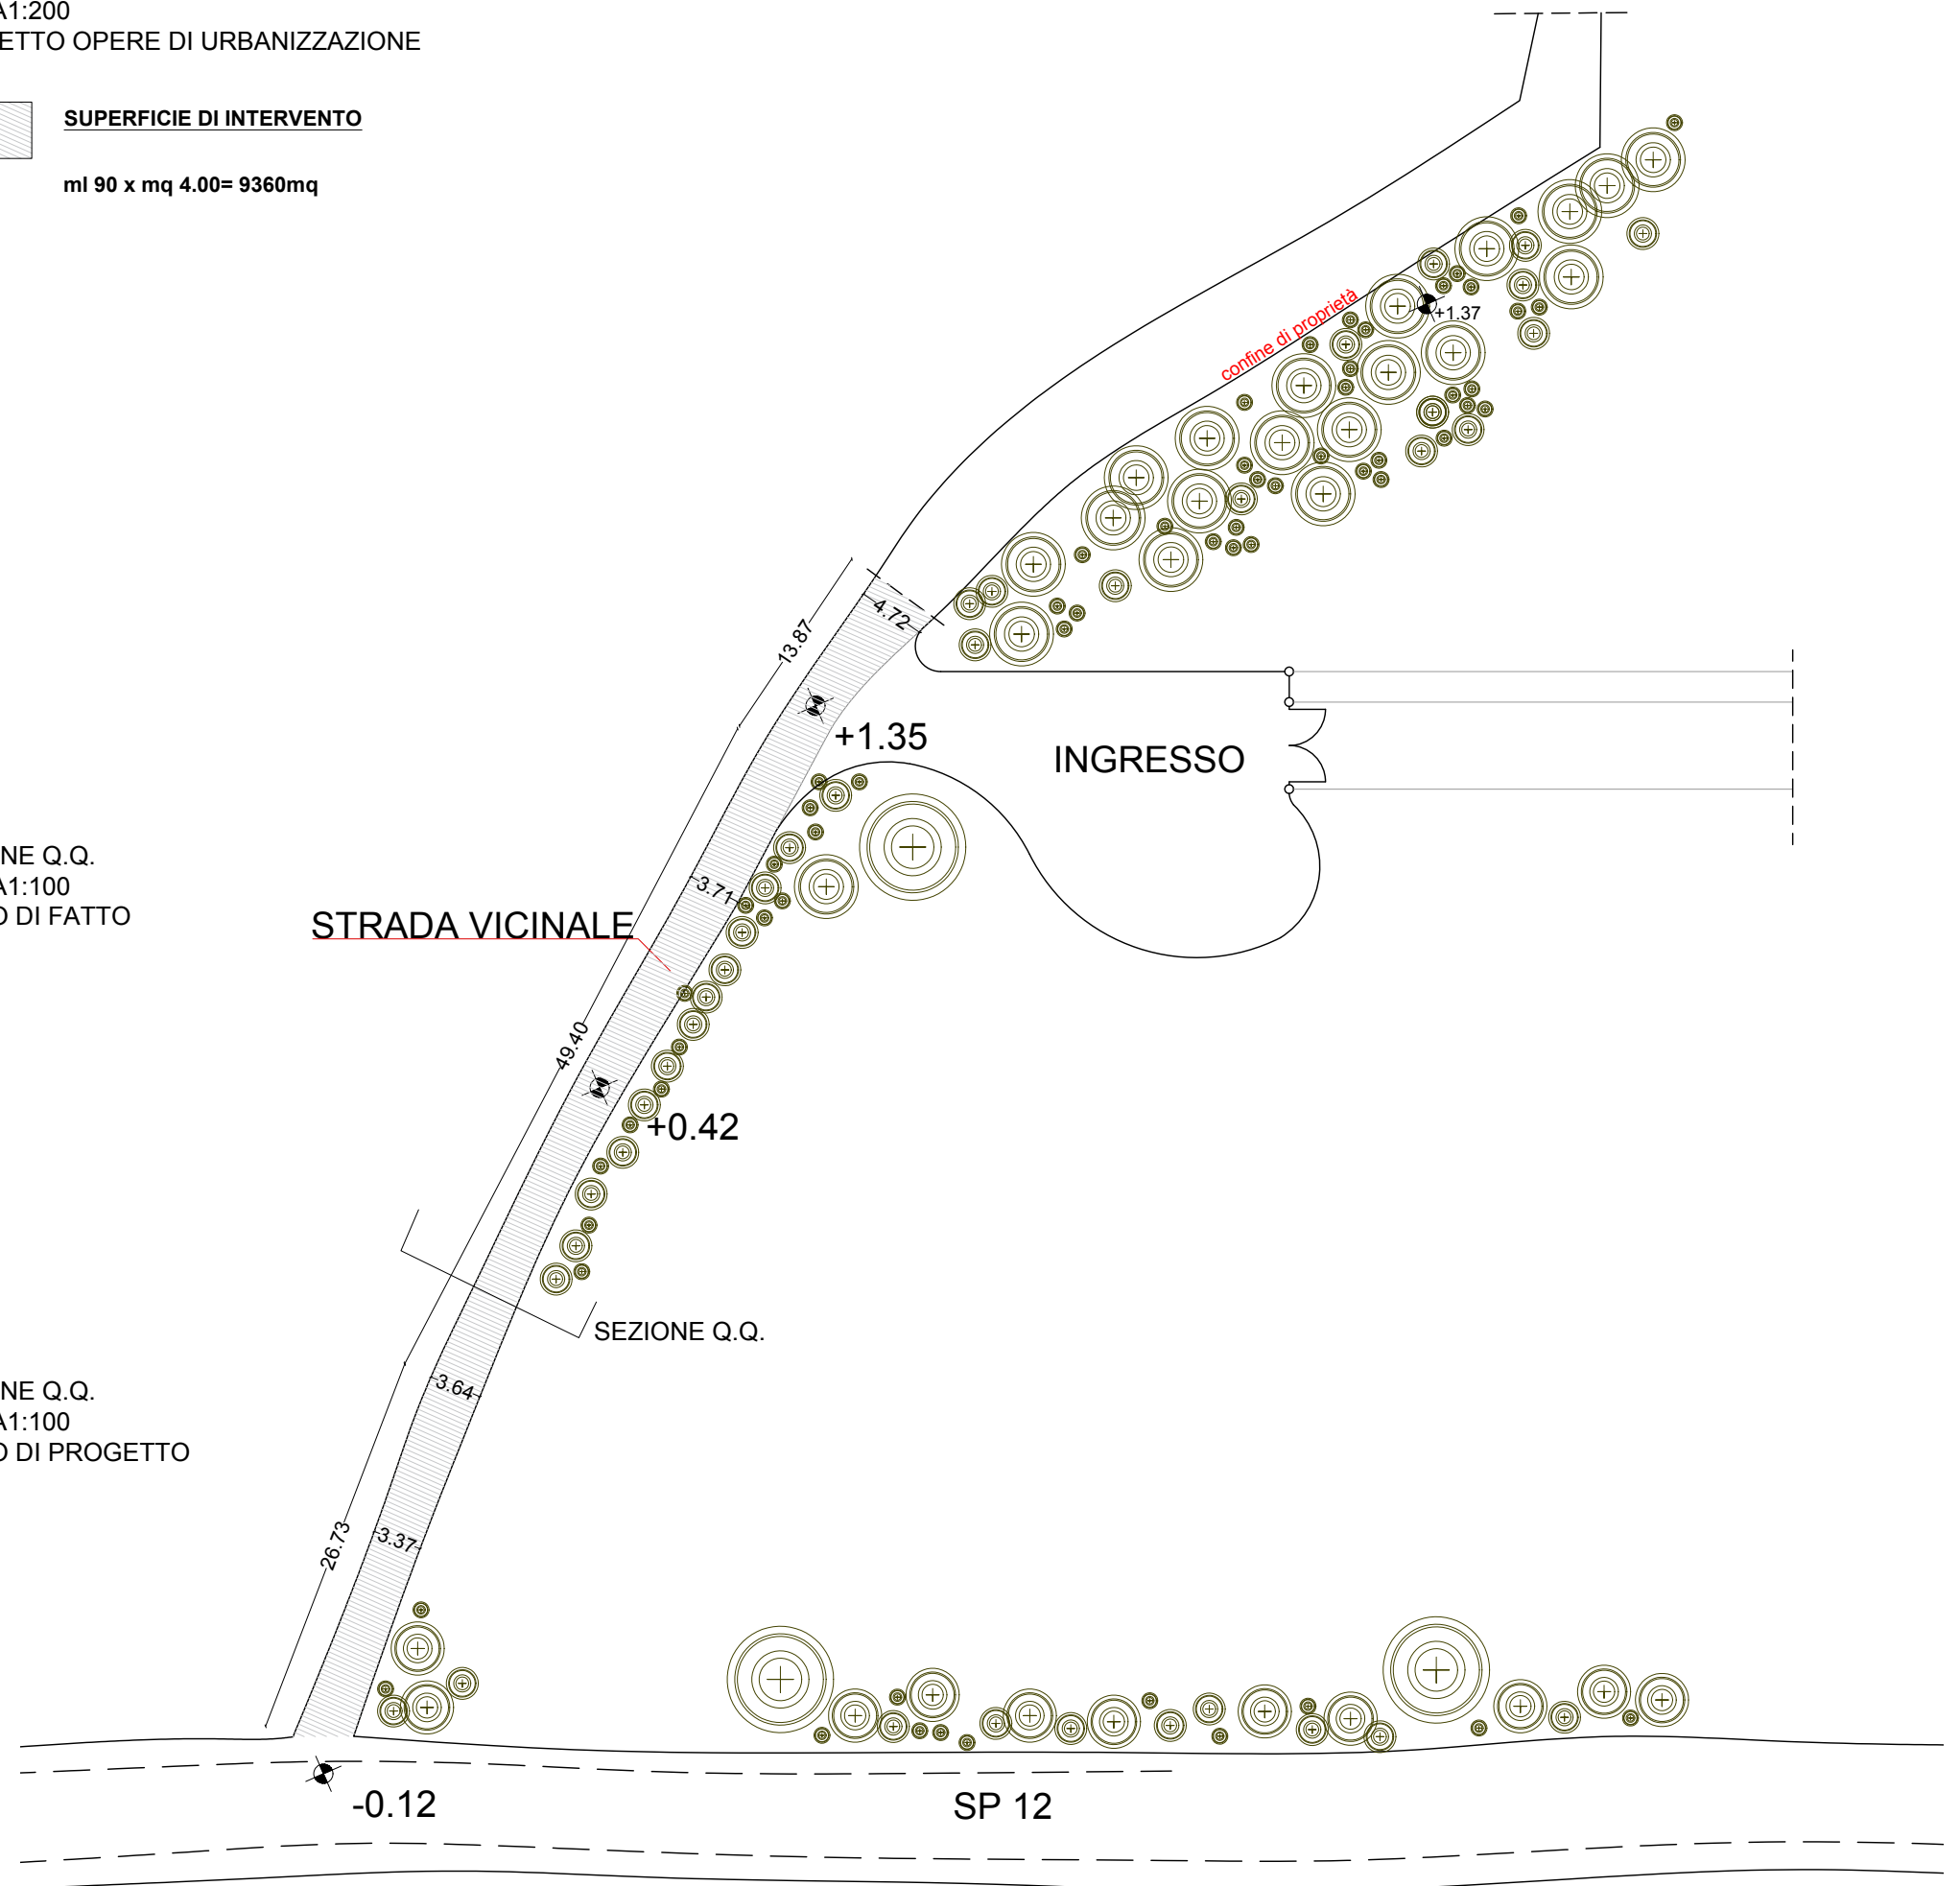 A1:200
ETTO OPERE DI URBANIZZAZIONE
SUPERFICIE DI INTERVENTO
ml 90 x mq 4.00= 9360mq
confine di proprietà
+1.37
4.72
13.87
+1.35
INGRESSO
NE Q.Q.
A1:100
O DI FATTO
3.71
STRADA VICINALE
49.40
+0.42
SEZIONE Q.Q.
3.64
NE Q.Q.
A1:100
O DI PROGETTO
26.73
3.37
-0.12
SP 12